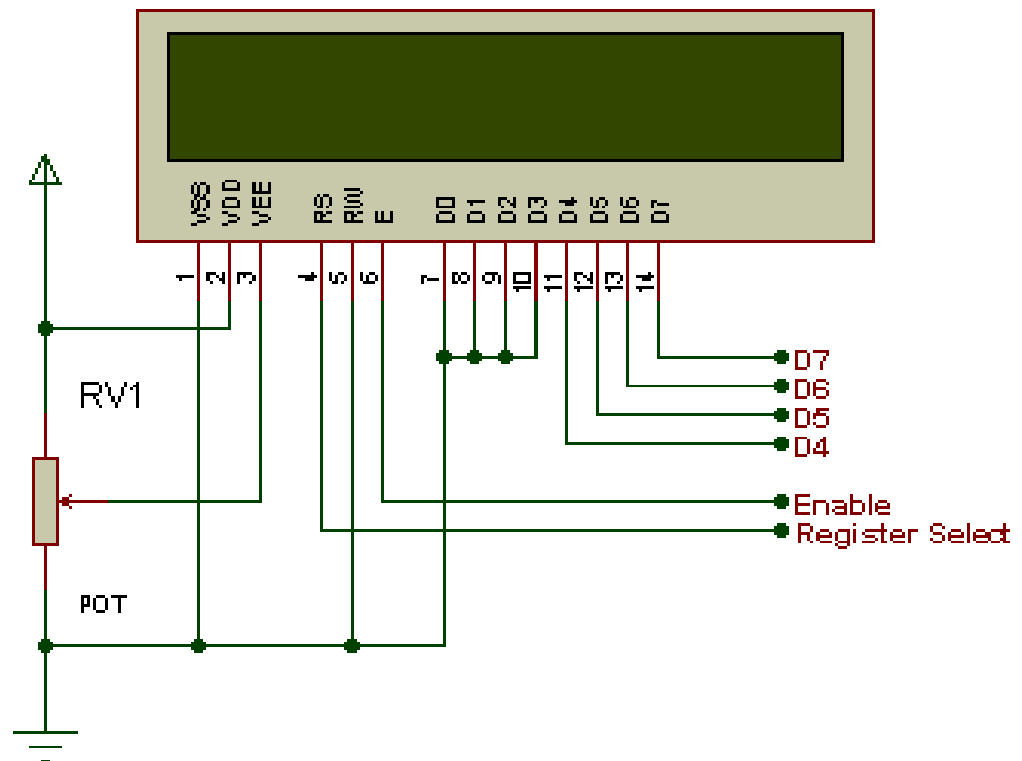 VSS VDD VEE RS RW E D0 D1 D2 D3 D4 D5 D6 D7
1 2 3 4 5 6 7 8 9 10 11 12 13 14
D7
RV1
D6
D5
D4
Enable
Register Select
POT